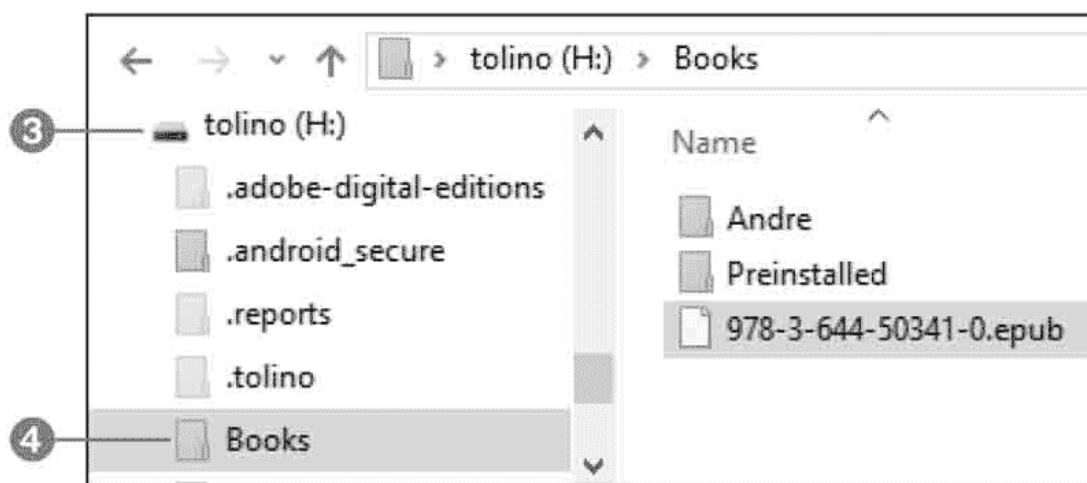 tolino (H:) > Books
3 tolino (H:)
Name
.adobe-digital-editions
Andre
.android_secure
Preinstalled
.reports
978-3-644-50341-0.epub
.tolino
4 Books